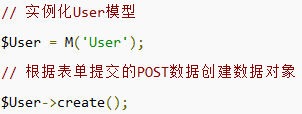 // 实例化User模型
$User = M('User');
// 根据表单提交的POST数据创建数据对象
$User->create();